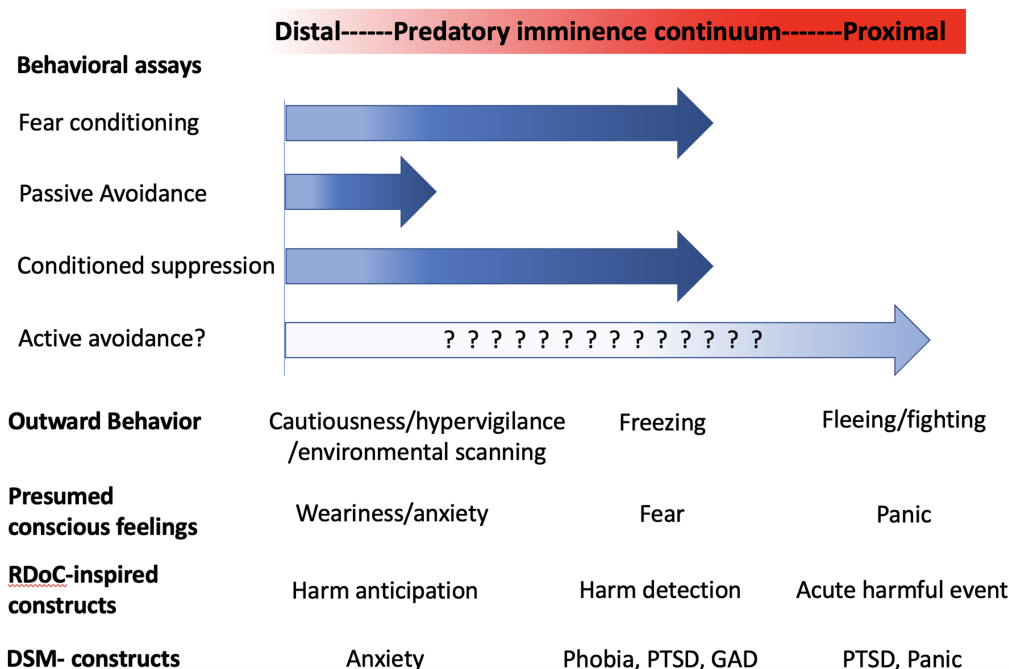 Distal------Predatory imminence continuum-------Proximal
Behavioral assays
Fear conditioning
Passive Avoidance
Conditioned suppression
Active avoidance?
? ? ? ? ? ? ? ? ? ? ? ? ? ?
Outward Behavior
Cautiousness/hypervigilance
/environmental scanning
Freezing
Fleeing/fighting
Presumed
conscious feelings
Weariness/anxiety
Fear
Panic
RDoC-inspired
constructs
Harm anticipation
Harm detection
Acute harmful event
DSM- constructs
Anxiety
Phobia, PTSD, GAD
PTSD, Panic